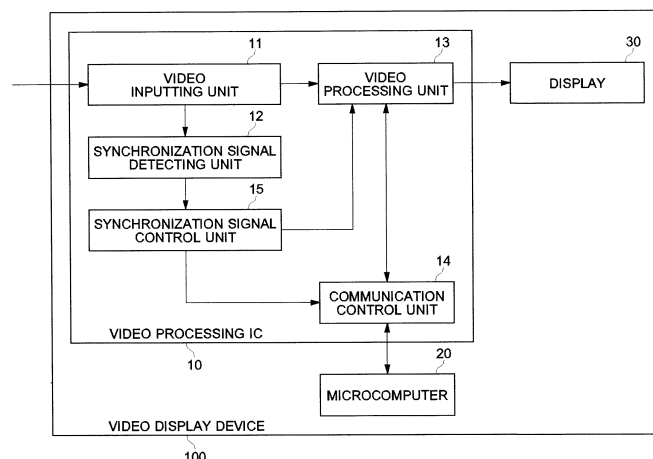 11
VIDEO
INPUTTING UNIT
13
VIDEO
PROCESSING UNIT
30
DISPLAY
12
SYNCHRONIZATION SIGNAL
DETECTING UNIT
15
SYNCHRONIZATION SIGNAL
CONTROL UNIT
14
COMMUNICATION
CONTROL UNIT
VIDEO PROCESSING IC
10
20
MICROCOMPUTER
VIDEO DISPLAY DEVICE
100